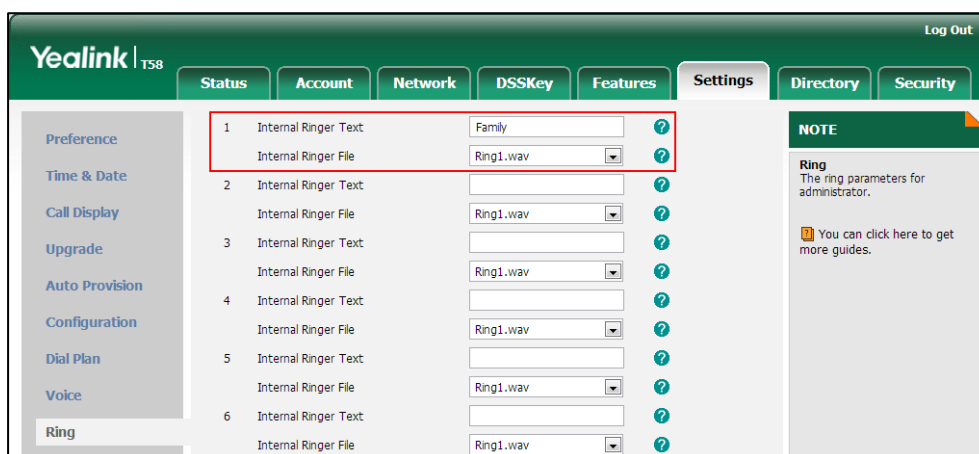 Log Out
Yealink T58
Status Account Network DSSKey Features Settings Directory Security
Preference
Time & Date
Call Display
Upgrade
Auto Provision
Configuration
Dial Plan
Voice
Ring
1 Internal Ringer Text Family ?
Internal Ringer File Ring1.wav ?
2 Internal Ringer Text ?
Internal Ringer File Ring1.wav ?
3 Internal Ringer Text ?
Internal Ringer File Ring1.wav ?
4 Internal Ringer Text ?
Internal Ringer File Ring1.wav ?
5 Internal Ringer Text ?
Internal Ringer File Ring1.wav ?
6 Internal Ringer Text ?
Internal Ringer File Ring1.wav ?
NOTE
Ring
The ring parameters for
administrator.
? You can click here to get
more guides.